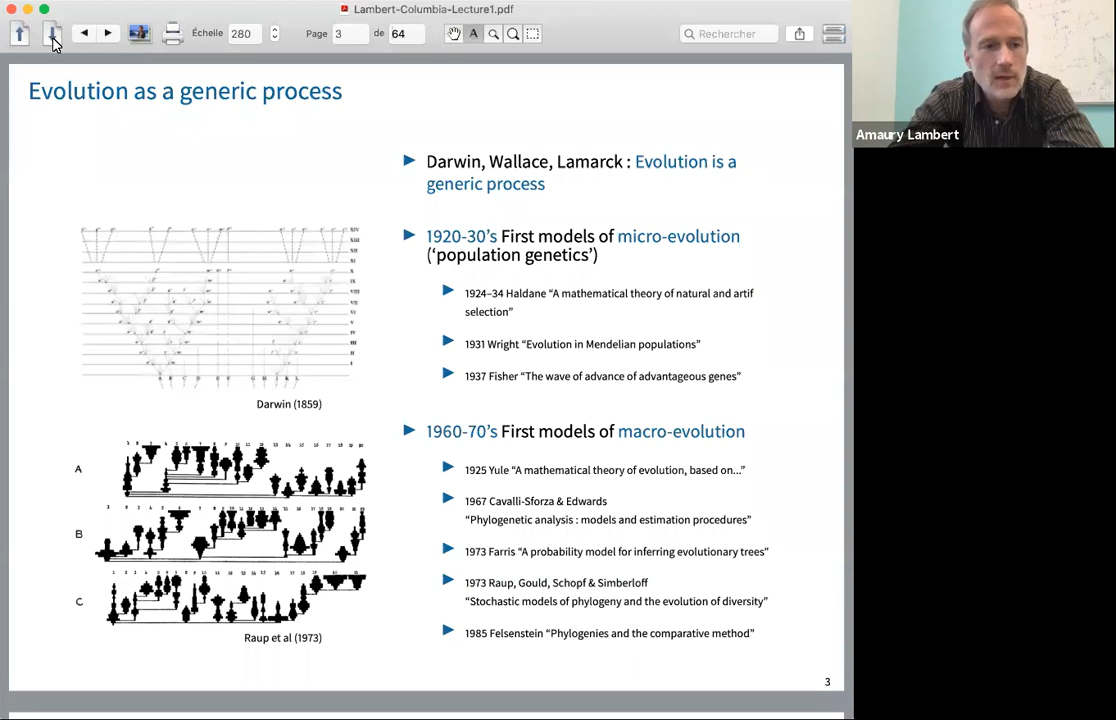 Lambert-Columbia-Lecture1.pdf
Échelle 280 Page 3 de 64 Rechercher
Amaury Lambert
Evolution as a generic process
Darwin, Wallace, Lamarck : Evolution is a
generic process
1920-30's First models of micro-evolution
('population genetics')
1924–34 Haldane “A mathematical theory of natural and artif
selection”
1931 Wright “Evolution in Mendelian populations”
1937 Fisher “The wave of advance of advantageous genes”
Darwin (1859)
1960-70's First models of macro-evolution
1925 Yule “A mathematical theory of evolution, based on...”
1967 Cavalli-Sforza & Edwards
“Phylogenetic analysis : models and estimation procedures”
1973 Farris “A probability model for inferring evolutionary trees”
1973 Raup, Gould, Schopf & Simberloff
“Stochastic models of phylogeny and the evolution of diversity”
1985 Felsenstein “Phylogenies and the comparative method”
A
B
C
Raup et al (1973)
3